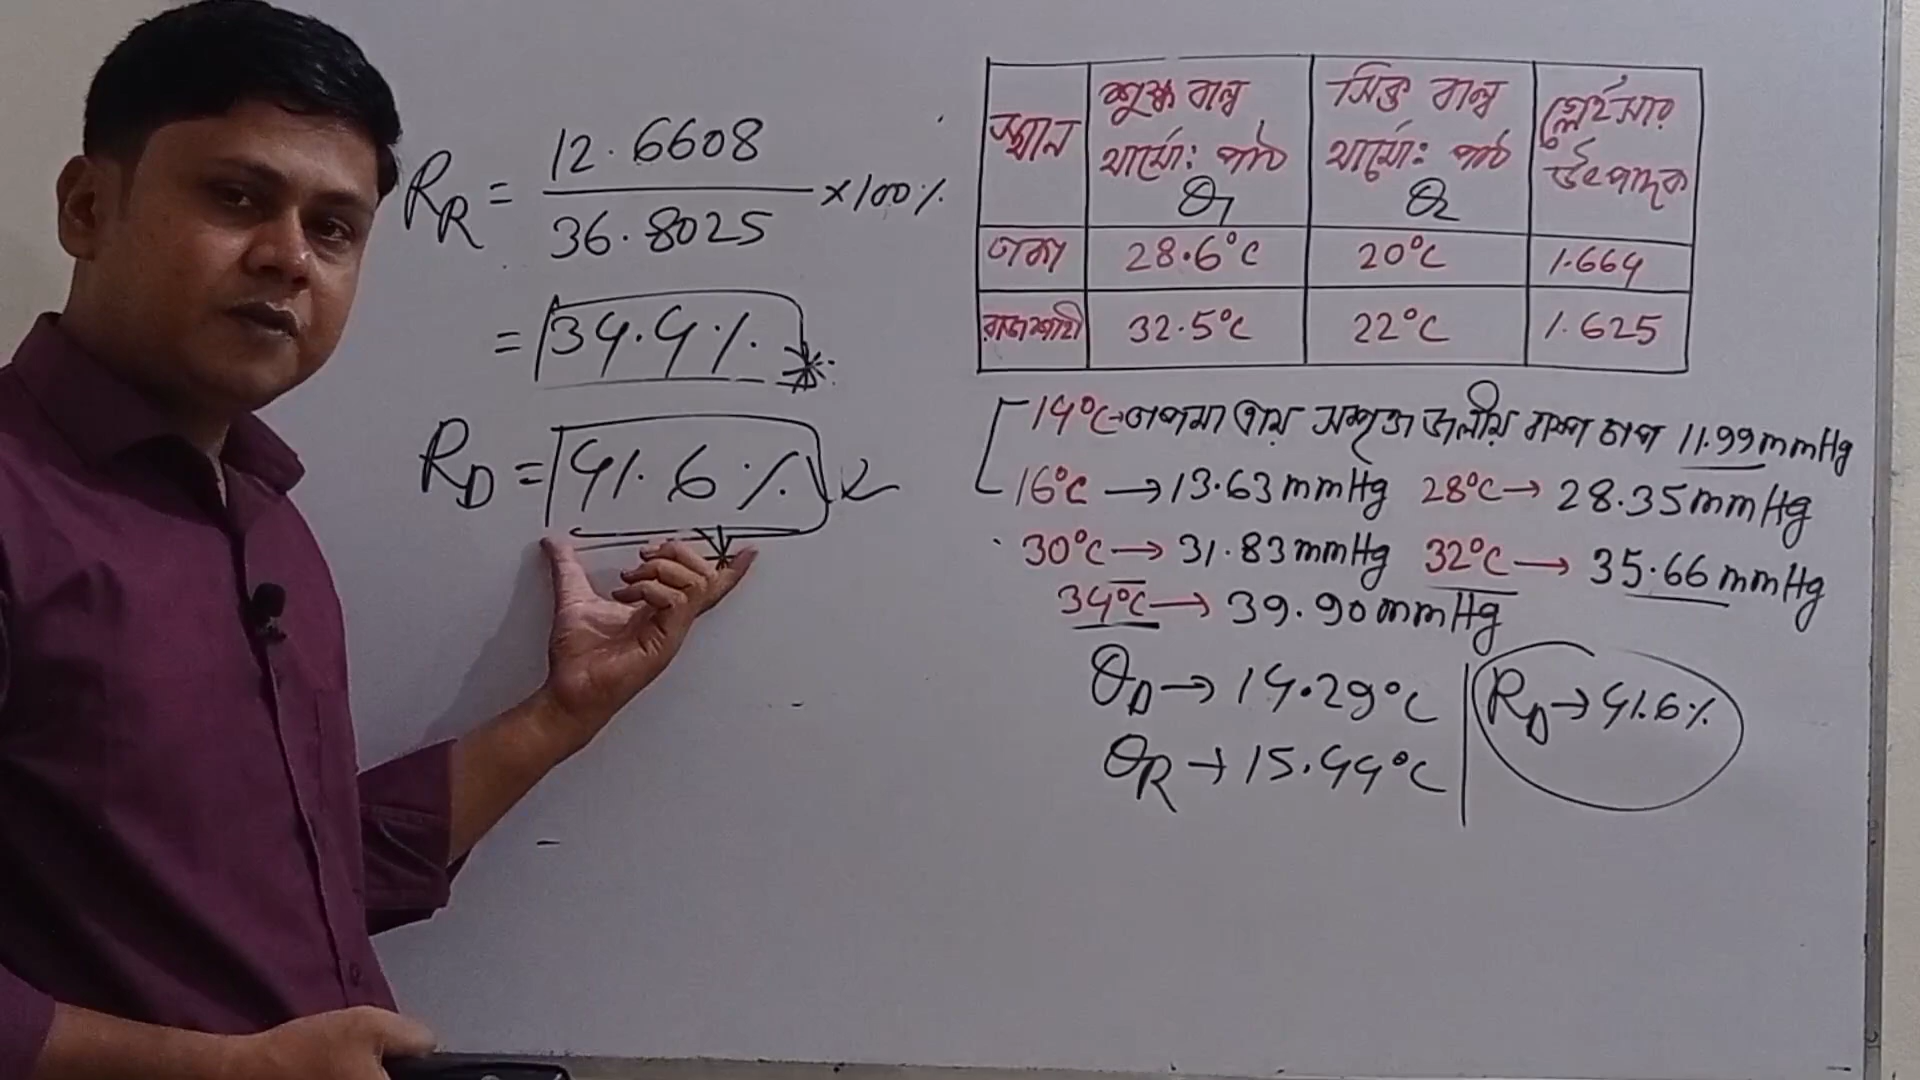 R_R = 12.6608 / 36.8025 ×100%
= 34.4%
R_D = 41.6%
স্থান | শুষ্ক বাল্ব থার্মো: পাঠ θ₁ | সিক্ত বাল্ব থার্মো: পাঠ θ₂ | গ্লেইসার উৎপাদক
ঢাকা | 28.6°C | 20°C | 1.664
রাজশাহী | 32.5°C | 22°C | 1.625
14°C তাপমাত্রায় সম্পৃক্ত জলীয় বাষ্প চাপ 11.99 mmHg
16°C → 13.63 mmHg 28°C → 28.35 mmHg
30°C → 31.83 mmHg 32°C → 35.66 mmHg
34°C → 39.90 mmHg
θ_D → 14.29°C | R_D → 41.6%
θ_R → 15.44°C